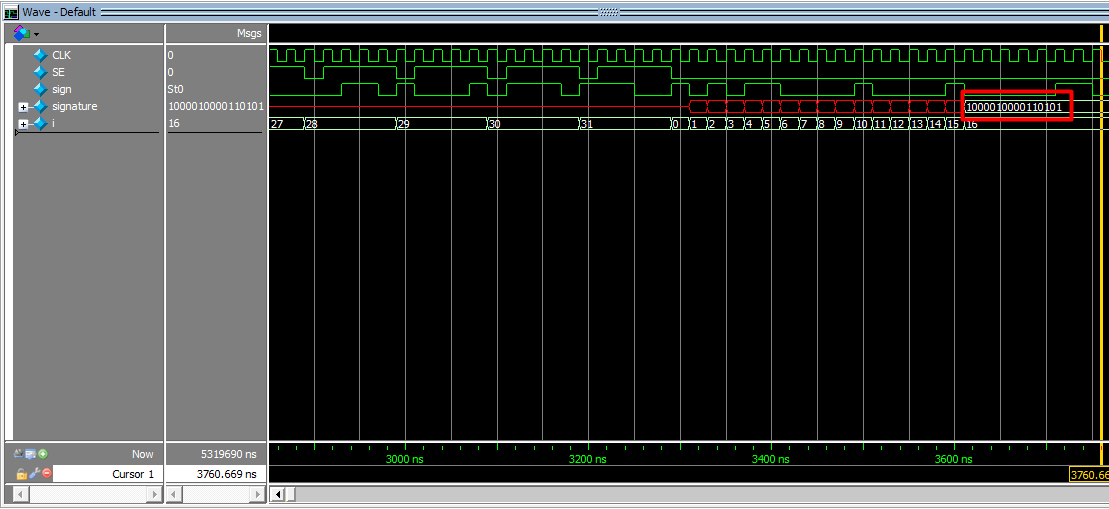 Wave - Default
Msgs
CLK 0
SE 0
sign St0
signature 1000010000110101 1000010000110101
i 16 27 28 29 30 31 0 1 2 3 4 5 6 7 8 9 10 11 12 13 14 15 16
Now 5319690 ns 3000 ns 3200 ns 3400 ns 3600 ns
Cursor 1 3760.669 ns 3760.66